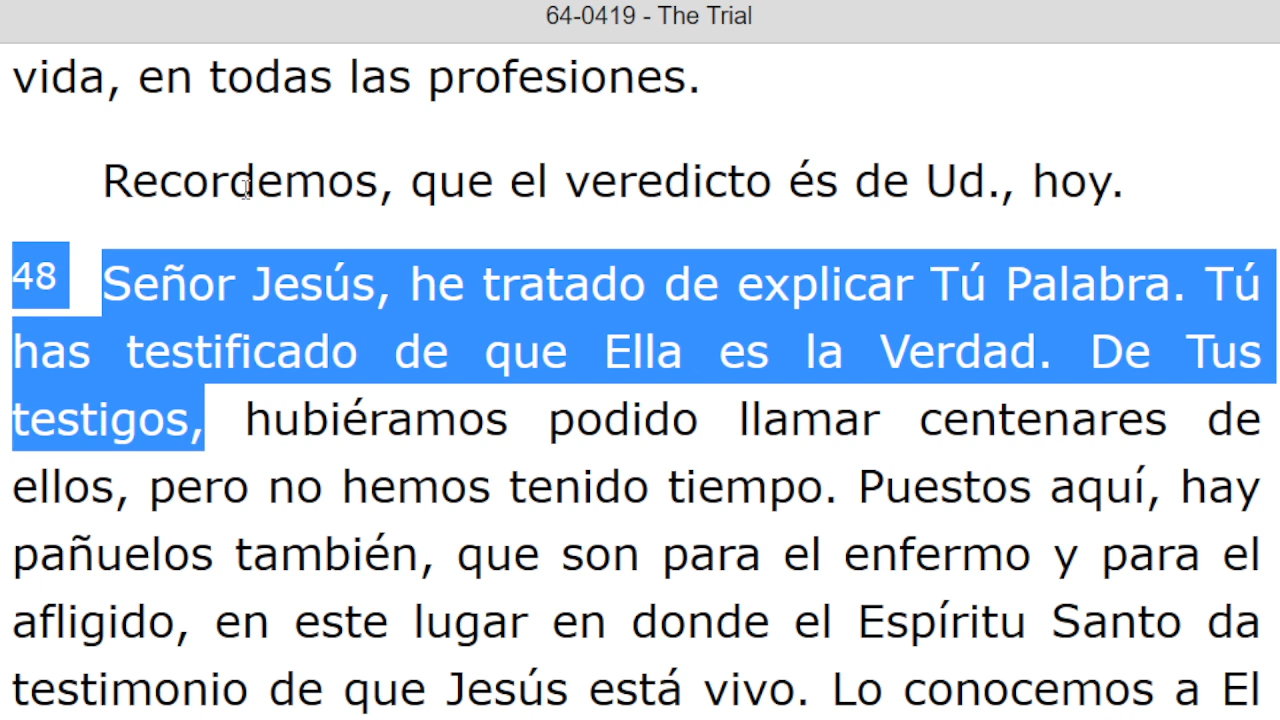 64-0419 - The Trial
vida, en todas las profesiones.
Recordemos, que el veredicto és de Ud., hoy.
48 Señor Jesús, he tratado de explicar Tú Palabra. Tú
has testificado de que Ella es la Verdad. De Tus
testigos, hubiéramos podido llamar centenares de
ellos, pero no hemos tenido tiempo. Puestos aquí, hay
pañuelos también, que son para el enfermo y para el
afligido, en este lugar en donde el Espíritu Santo da
testimonio de que Jesús está vivo. Lo conocemos a El